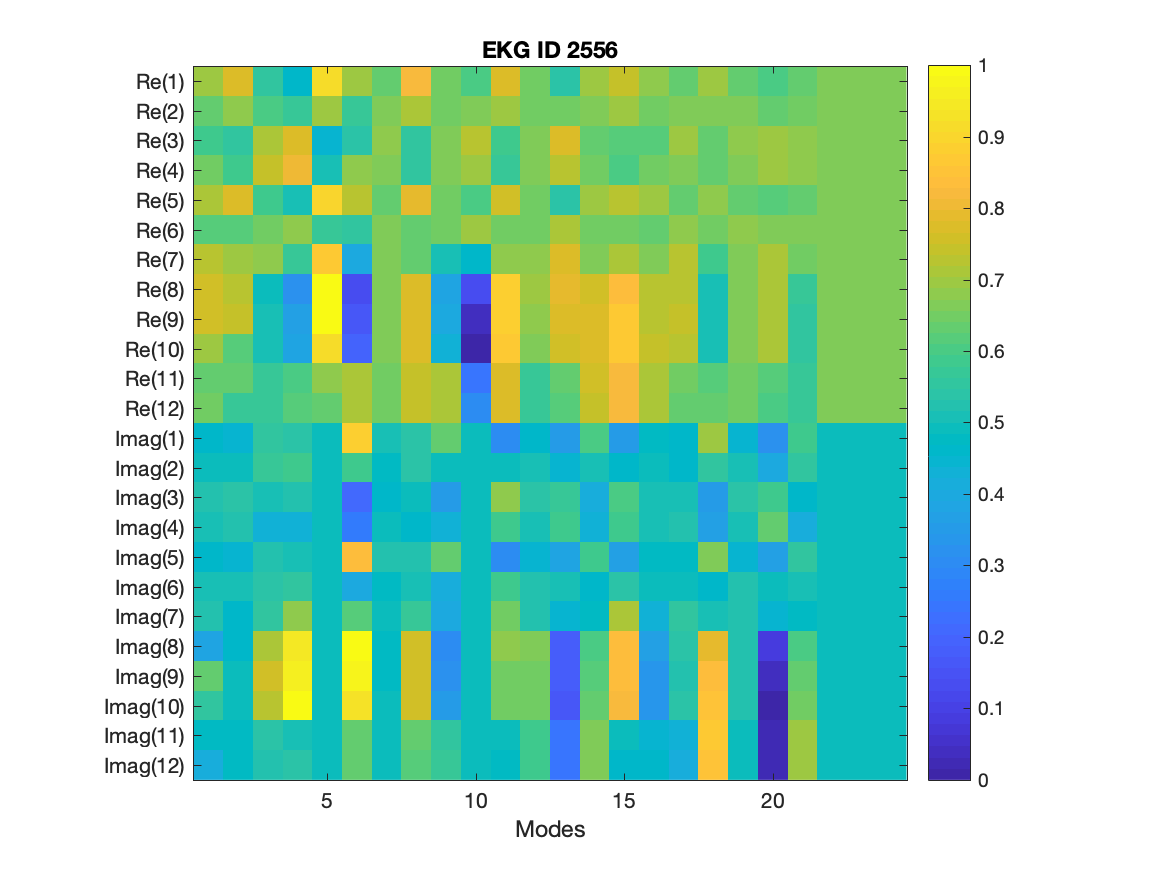 EKG ID 2556
Re(1)
Re(2)
Re(3)
Re(4)
Re(5)
Re(6)
Re(7)
Re(8)
Re(9)
Re(10)
Re(11)
Re(12)
Imag(1)
Imag(2)
Imag(3)
Imag(4)
Imag(5)
Imag(6)
Imag(7)
Imag(8)
Imag(9)
Imag(10)
Imag(11)
Imag(12)
5 10 15 20
Modes
1
0.9
0.8
0.7
0.6
0.5
0.4
0.3
0.2
0.1
0